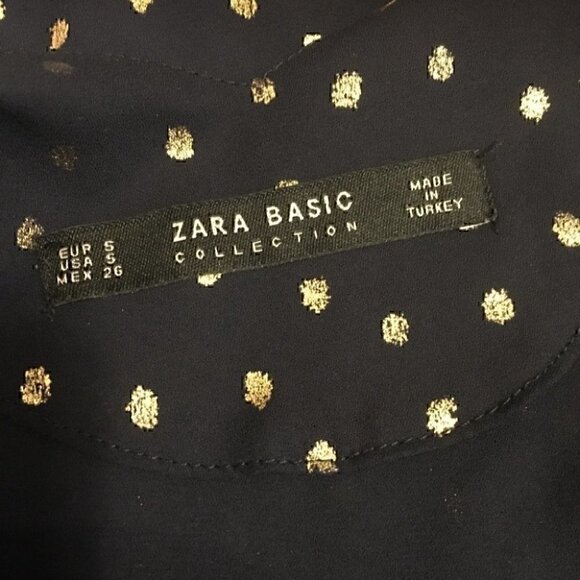 EUR S
USA S
MEX 26
ZARA BASIC
COLLECTION
MADE
IN
TURKEY